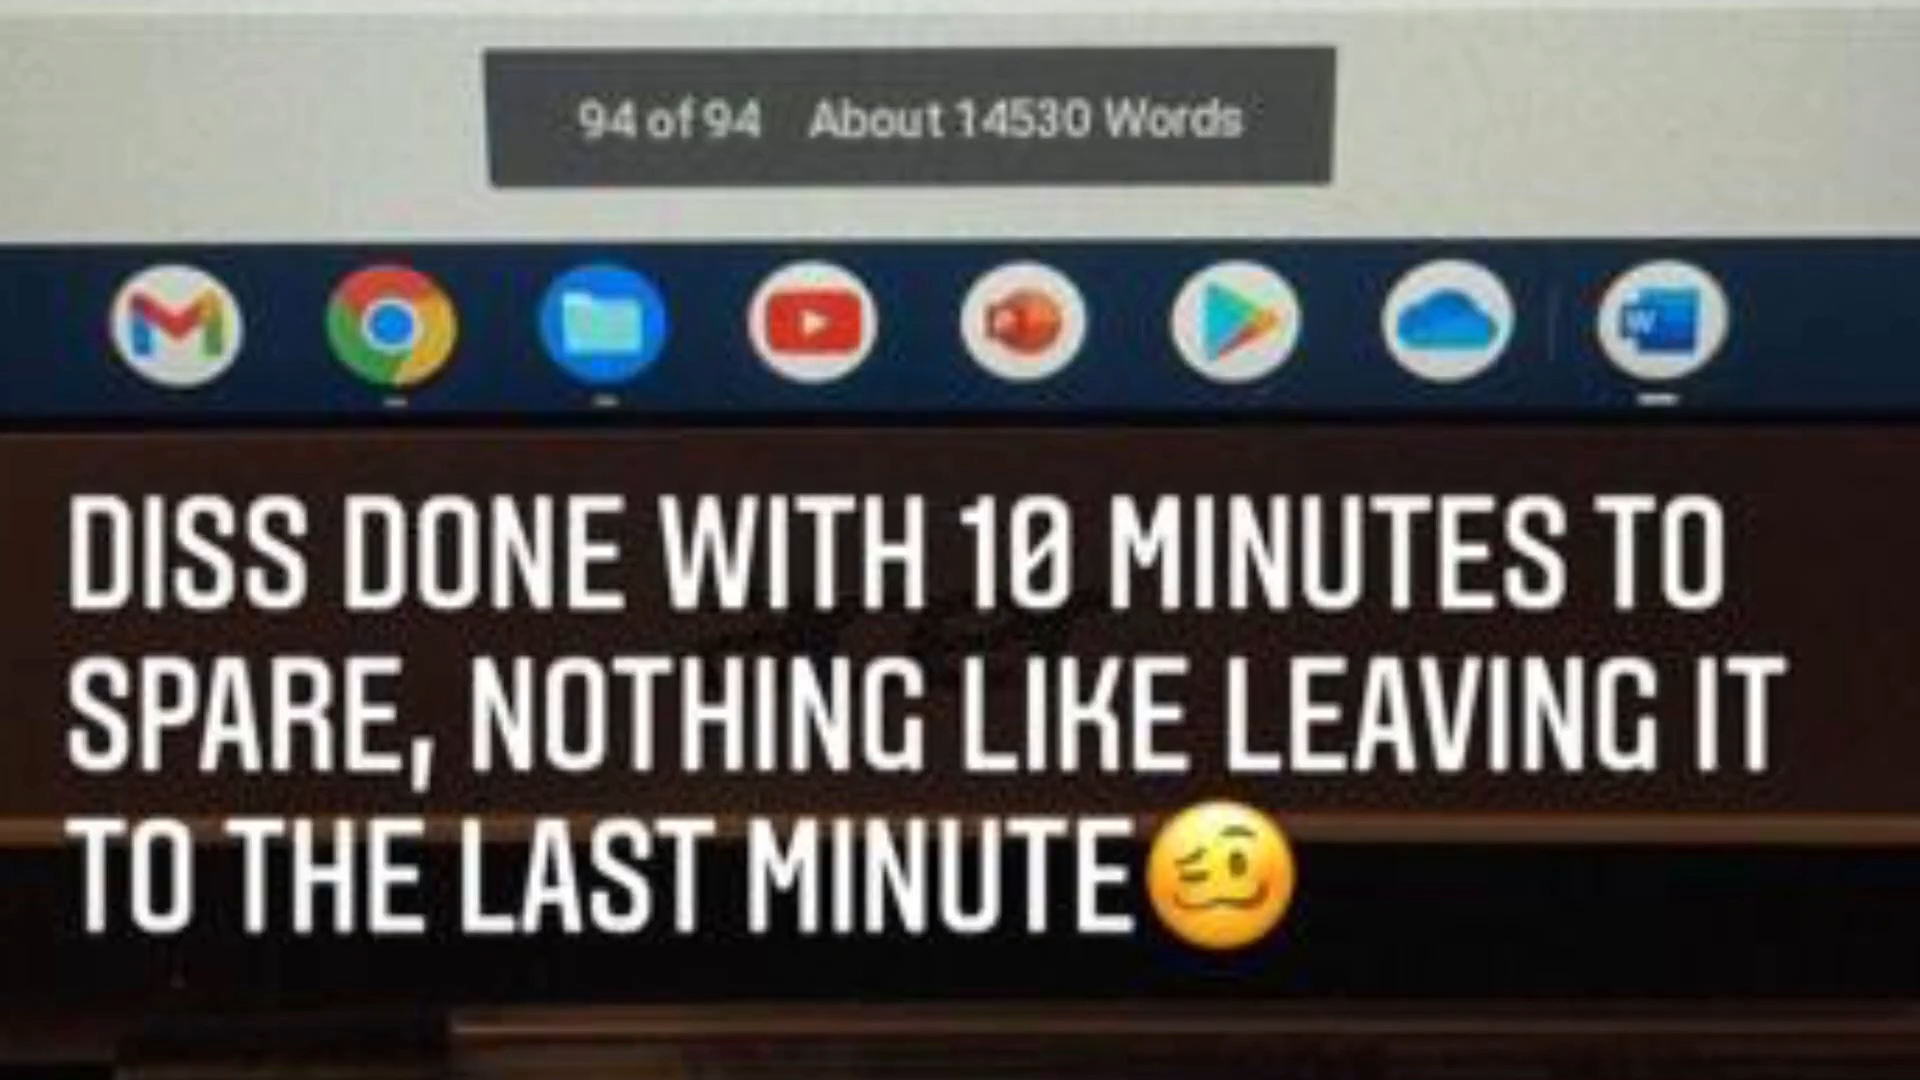 94 of 94 About 14530 Words
DISS DONE WITH 10 MINUTES TO
SPARE, NOTHING LIKE LEAVING IT
TO THE LAST MINUTE🥴